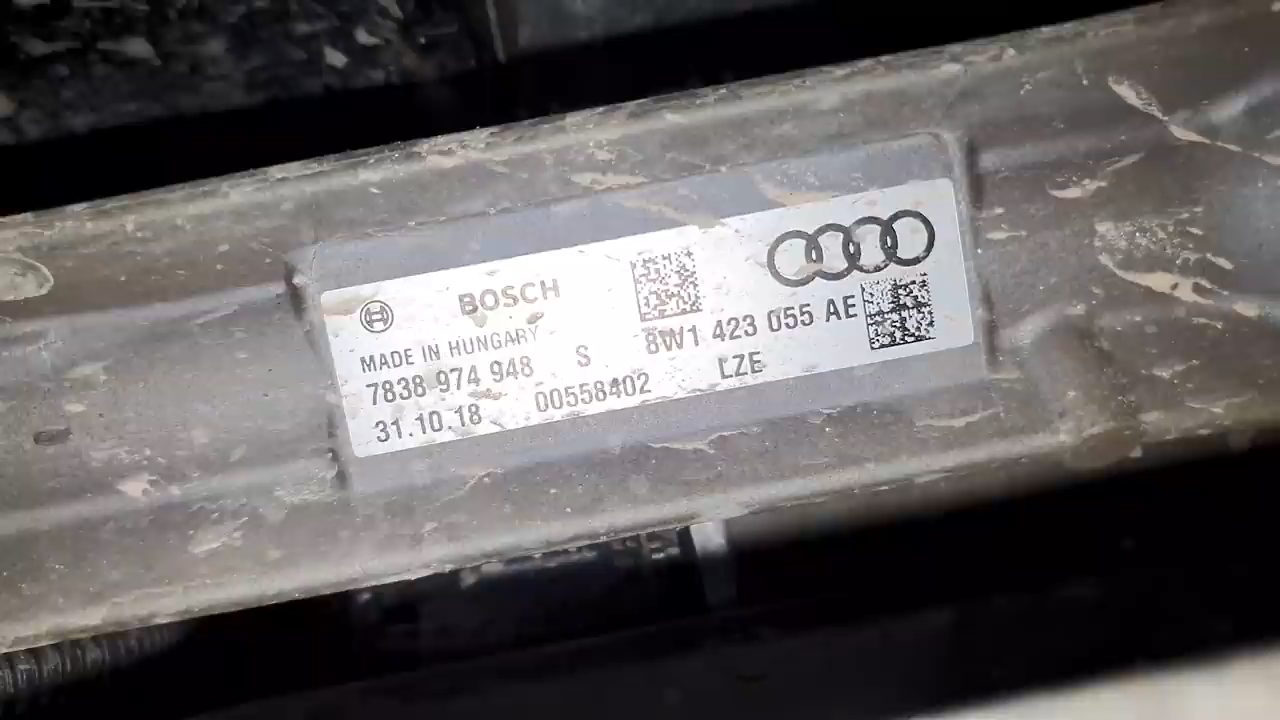 BOSCH
MADE IN HUNGARY
7838 974 948 S
31.10.18 00558402
8W1 423 055 AE
LZE